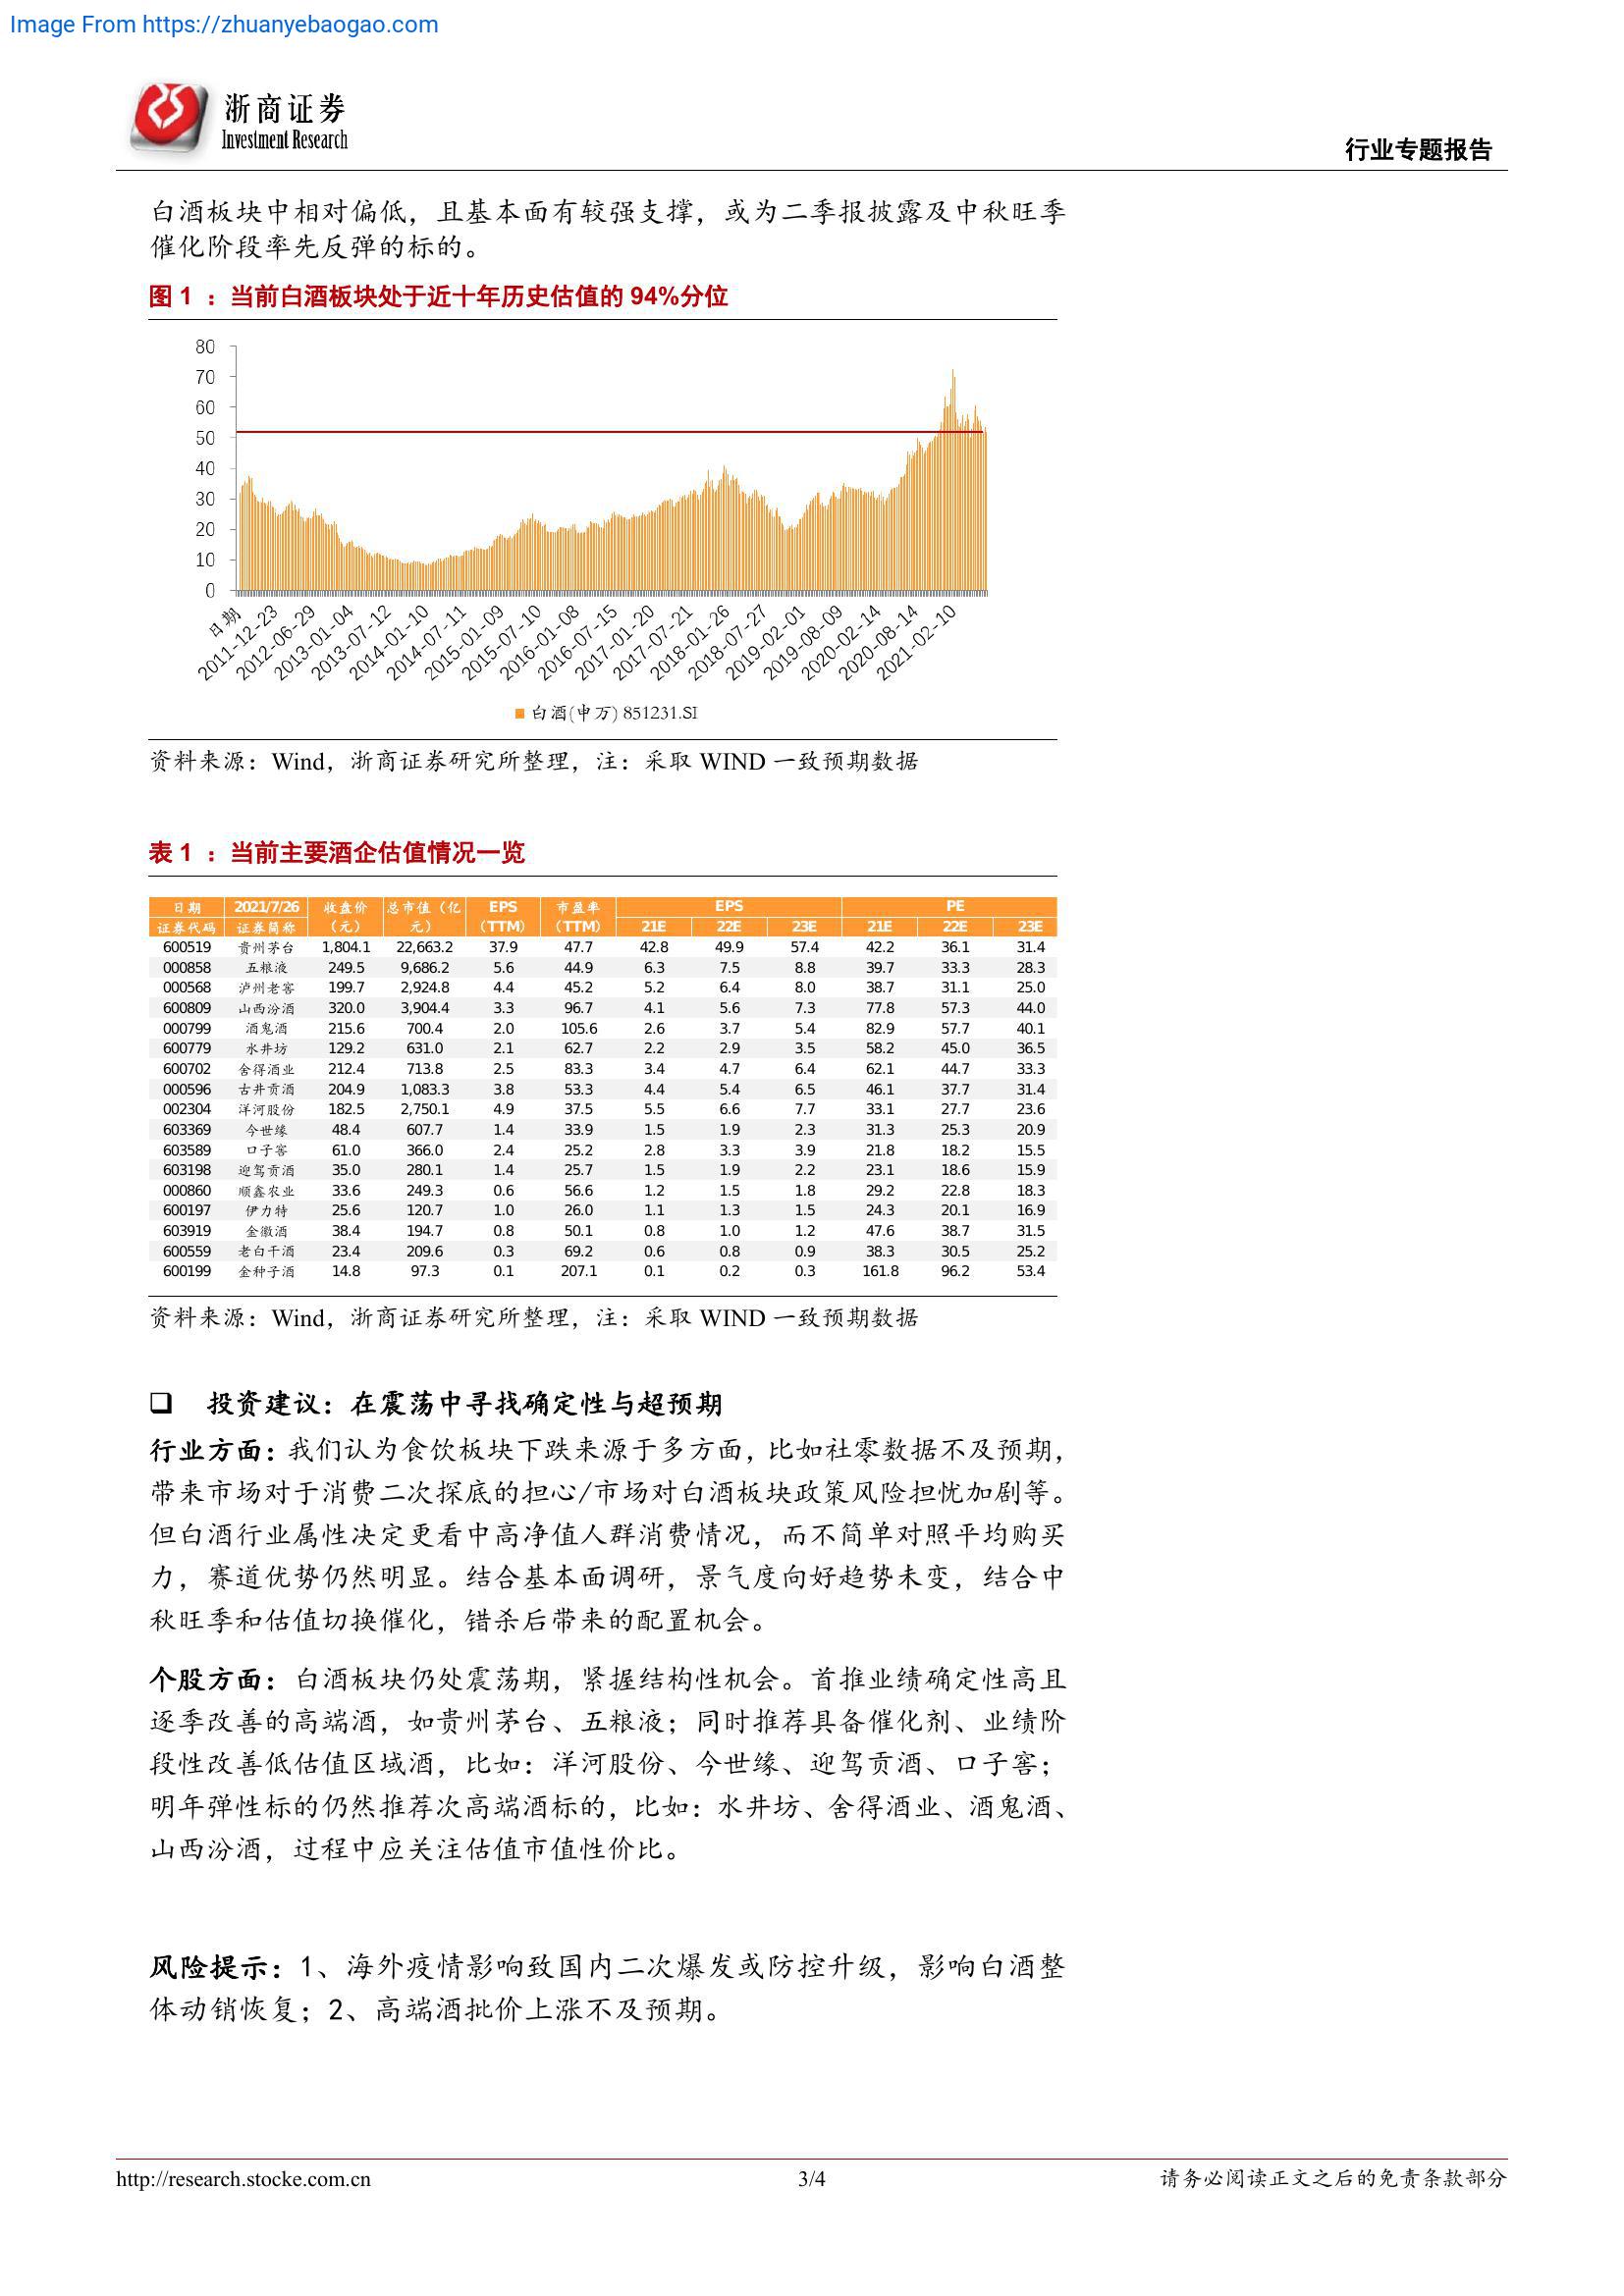 Image From https://zhuanyebaogao.com
浙商证券
Investment Research
行业专题报告
白酒板块中相对偏低，且基本面有较强支撑，或为二季报披露及中秋旺季
催化阶段率先反弹的标的。
图 1 ：当前白酒板块处于近十年历史估值的 94%分位
80
70
60
50
40
30
20
10
0
日期
2011-12-23
2012-06-29
2013-01-04
2013-07-12
2014-01-10
2014-07-11
2015-01-09
2015-07-10
2016-01-08
2016-07-15
2017-01-20
2017-07-21
2018-01-26
2018-07-27
2019-02-01
2019-08-09
2020-02-14
2020-08-14
2021-02-10
白酒(申万) 851231.SI
资料来源：Wind，浙商证券研究所整理，注：采取 WIND 一致预期数据
表 1 ：当前主要酒企估值情况一览
日期 2021/7/26 收盘价 总市值（亿 EPS 市盈率 EPS PE
证券代码 证券简称 （元） 元） （TTM） （TTM） 21E 22E 23E 21E 22E 23E
600519 贵州茅台 1,804.1 22,663.2 37.9 47.7 42.8 49.9 57.4 42.2 36.1 31.4
000858 五粮液 249.5 9,686.2 5.6 44.9 6.3 7.5 8.8 39.7 33.3 28.3
000568 泸州老窖 199.7 2,924.8 4.4 45.2 5.2 6.4 8.0 38.7 31.1 25.0
600809 山西汾酒 320.0 3,904.4 3.3 96.7 4.1 5.6 7.3 77.8 57.3 44.0
000799 酒鬼酒 215.6 700.4 2.0 105.6 2.6 3.7 5.4 82.9 57.7 40.1
600779 水井坊 129.2 631.0 2.1 62.7 2.2 2.9 3.5 58.2 45.0 36.5
600702 舍得酒业 212.4 713.8 2.5 83.3 3.4 4.7 6.4 62.1 44.7 33.3
000596 古井贡酒 204.9 1,083.3 3.8 53.3 4.4 5.4 6.5 46.1 37.7 31.4
002304 洋河股份 182.5 2,750.1 4.9 37.5 5.5 6.6 7.7 33.1 27.7 23.6
603369 今世缘 48.4 607.7 1.4 33.9 1.5 1.9 2.3 31.3 25.3 20.9
603589 口子窖 61.0 366.0 2.4 25.2 2.8 3.3 3.9 21.8 18.2 15.5
603198 迎驾贡酒 35.0 280.1 1.4 25.7 1.5 1.9 2.2 23.1 18.6 15.9
000860 顺鑫农业 33.6 249.3 0.6 56.6 1.2 1.5 1.8 29.2 22.8 18.3
600197 伊力特 25.6 120.7 1.0 26.0 1.1 1.3 1.5 24.3 20.1 16.9
603919 金徽酒 38.4 194.7 0.8 50.1 0.8 1.0 1.2 47.6 38.7 31.5
600559 老白干酒 23.4 209.6 0.3 69.2 0.6 0.8 0.9 38.3 30.5 25.2
600199 金种子酒 14.8 97.3 0.1 207.1 0.1 0.2 0.3 161.8 96.2 53.4
资料来源：Wind，浙商证券研究所整理，注：采取 WIND 一致预期数据
❑ 投资建议：在震荡中寻找确定性与超预期
行业方面：我们认为食饮板块下跌来源于多方面，比如社零数据不及预期，
带来市场对于消费二次探底的担心/市场对白酒板块政策风险担忧加剧等。
但白酒行业属性决定更看中高净值人群消费情况，而不简单对照平均购买
力，赛道优势仍然明显。结合基本面调研，景气度向好趋势未变，结合中
秋旺季和估值切换催化，错杀后带来的配置机会。
个股方面：白酒板块仍处震荡期，紧握结构性机会。首推业绩确定性高且
逐季改善的高端酒，如贵州茅台、五粮液；同时推荐具备催化剂、业绩阶
段性改善低估值区域酒，比如：洋河股份、今世缘、迎驾贡酒、口子窖；
明年弹性标的仍然推荐次高端酒标的，比如：水井坊、舍得酒业、酒鬼酒、
山西汾酒，过程中应关注估值市值性价比。
风险提示：1、海外疫情影响致国内二次爆发或防控升级，影响白酒整
体动销恢复；2、高端酒批价上涨不及预期。
http://research.stocke.com.cn
3/4
请务必阅读正文之后的免责条款部分